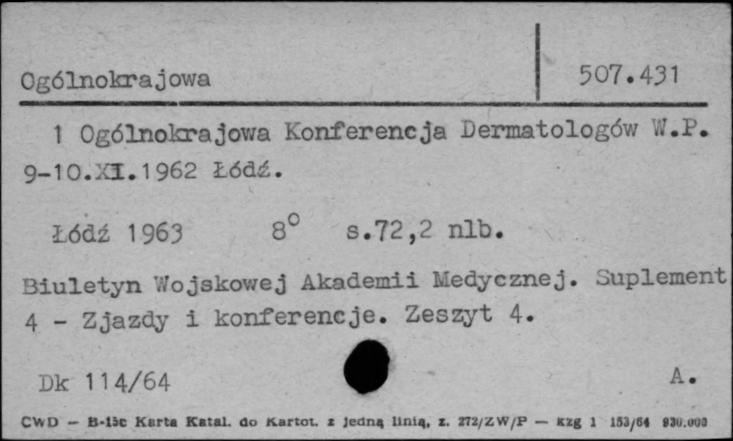 Ogólnokrajowa 507.431
1 Ogólnokrajowa Konferencja Dermatologów W.P.
9-10.XI.1962 Łódź.
Łódź 1963 8° s.72,2 nlb.
Biuletyn Wojskowej Akademii Medycznej. Suplement
4 - Zjazdy i konferencje. Zeszyt 4.
Dk 114/64 A.
CWD — B-15c Karta Katal. do Kartot. z jedną linią, z. 272/ZW/P — kzg 1 153/64 930.000